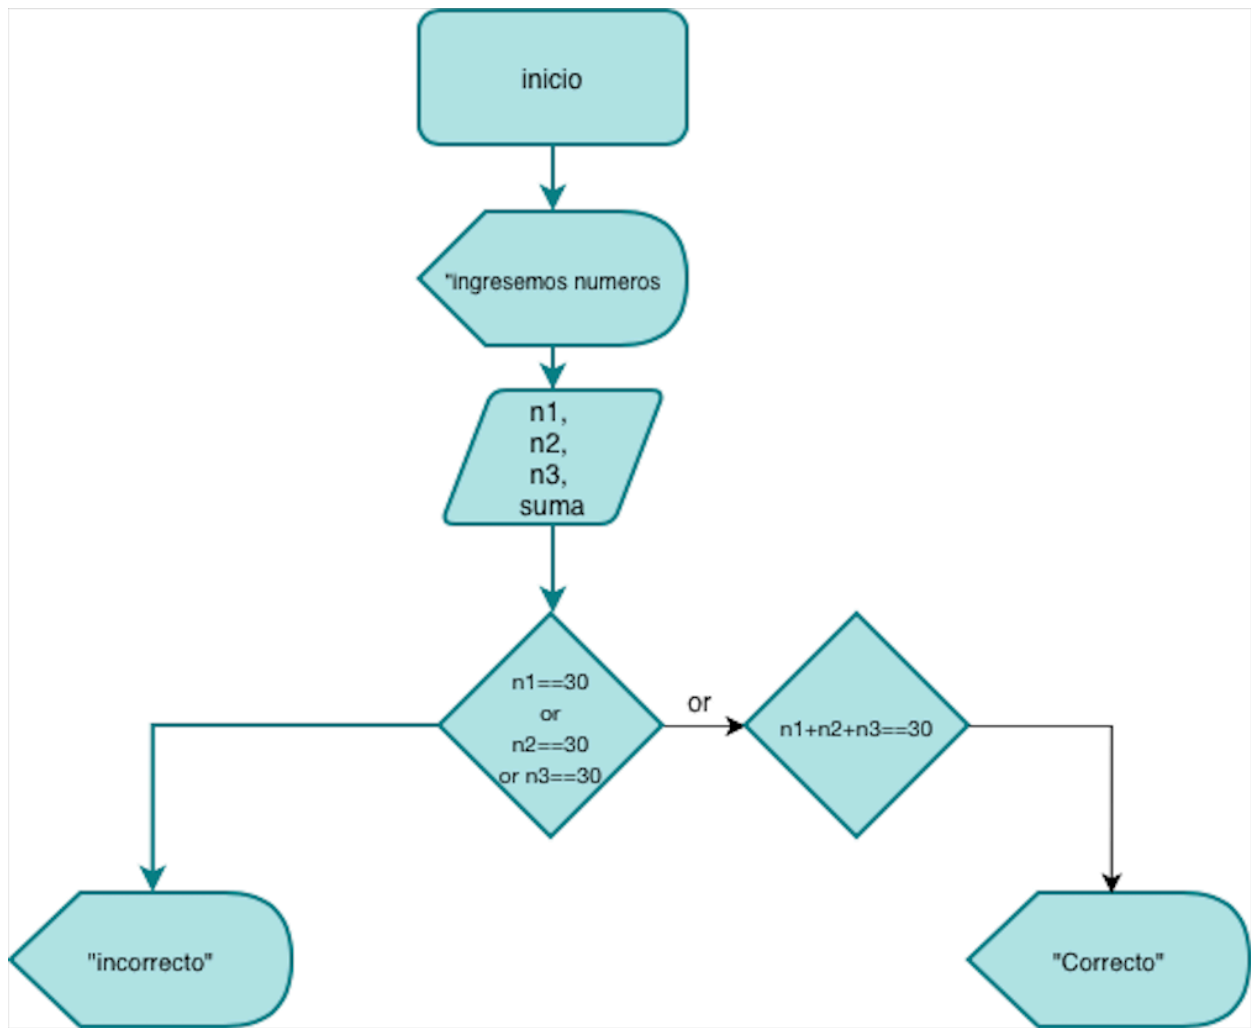 inicio
"ingresemos numeros
n1,
n2,
n3,
suma
n1==30
or
n2==30
or n3==30
or
n1+n2+n3==30
"incorrecto"
"Correcto"